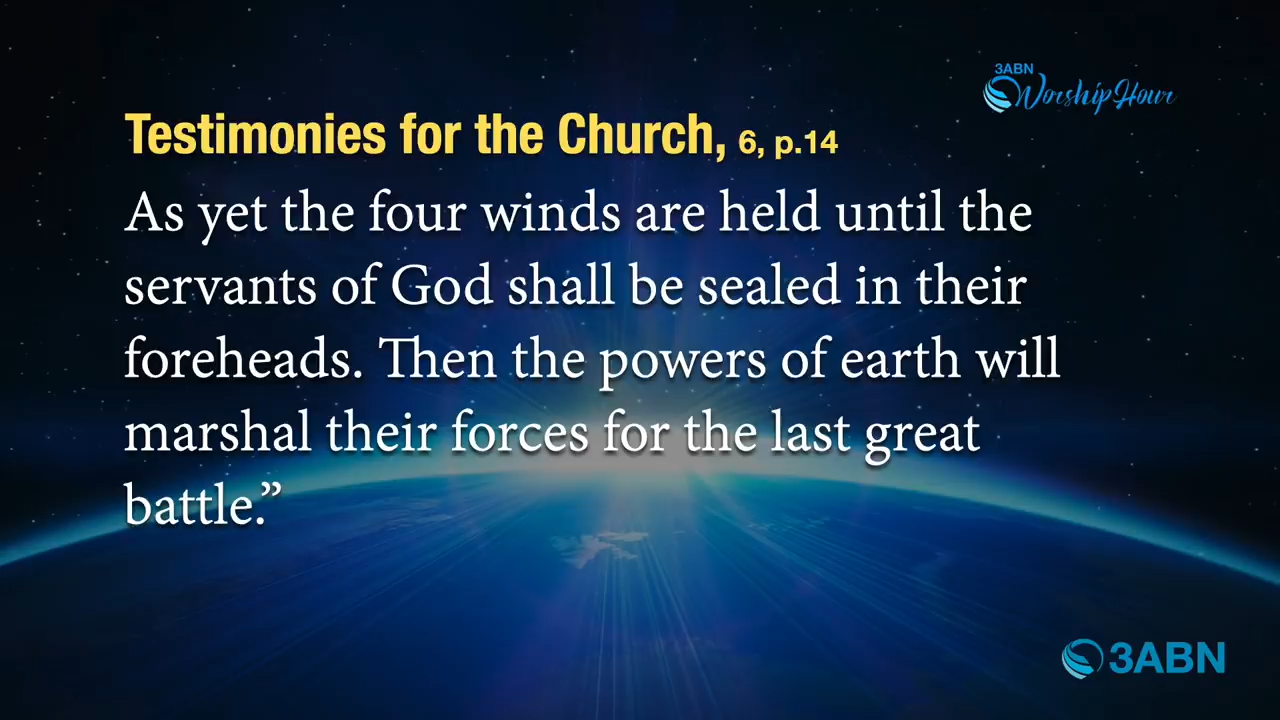 3ABN
Worship Hour
Testimonies for the Church, 6, p.14
As yet the four winds are held until the
servants of God shall be sealed in their
foreheads. Then the powers of earth will
marshal their forces for the last great
battle.”
3ABN